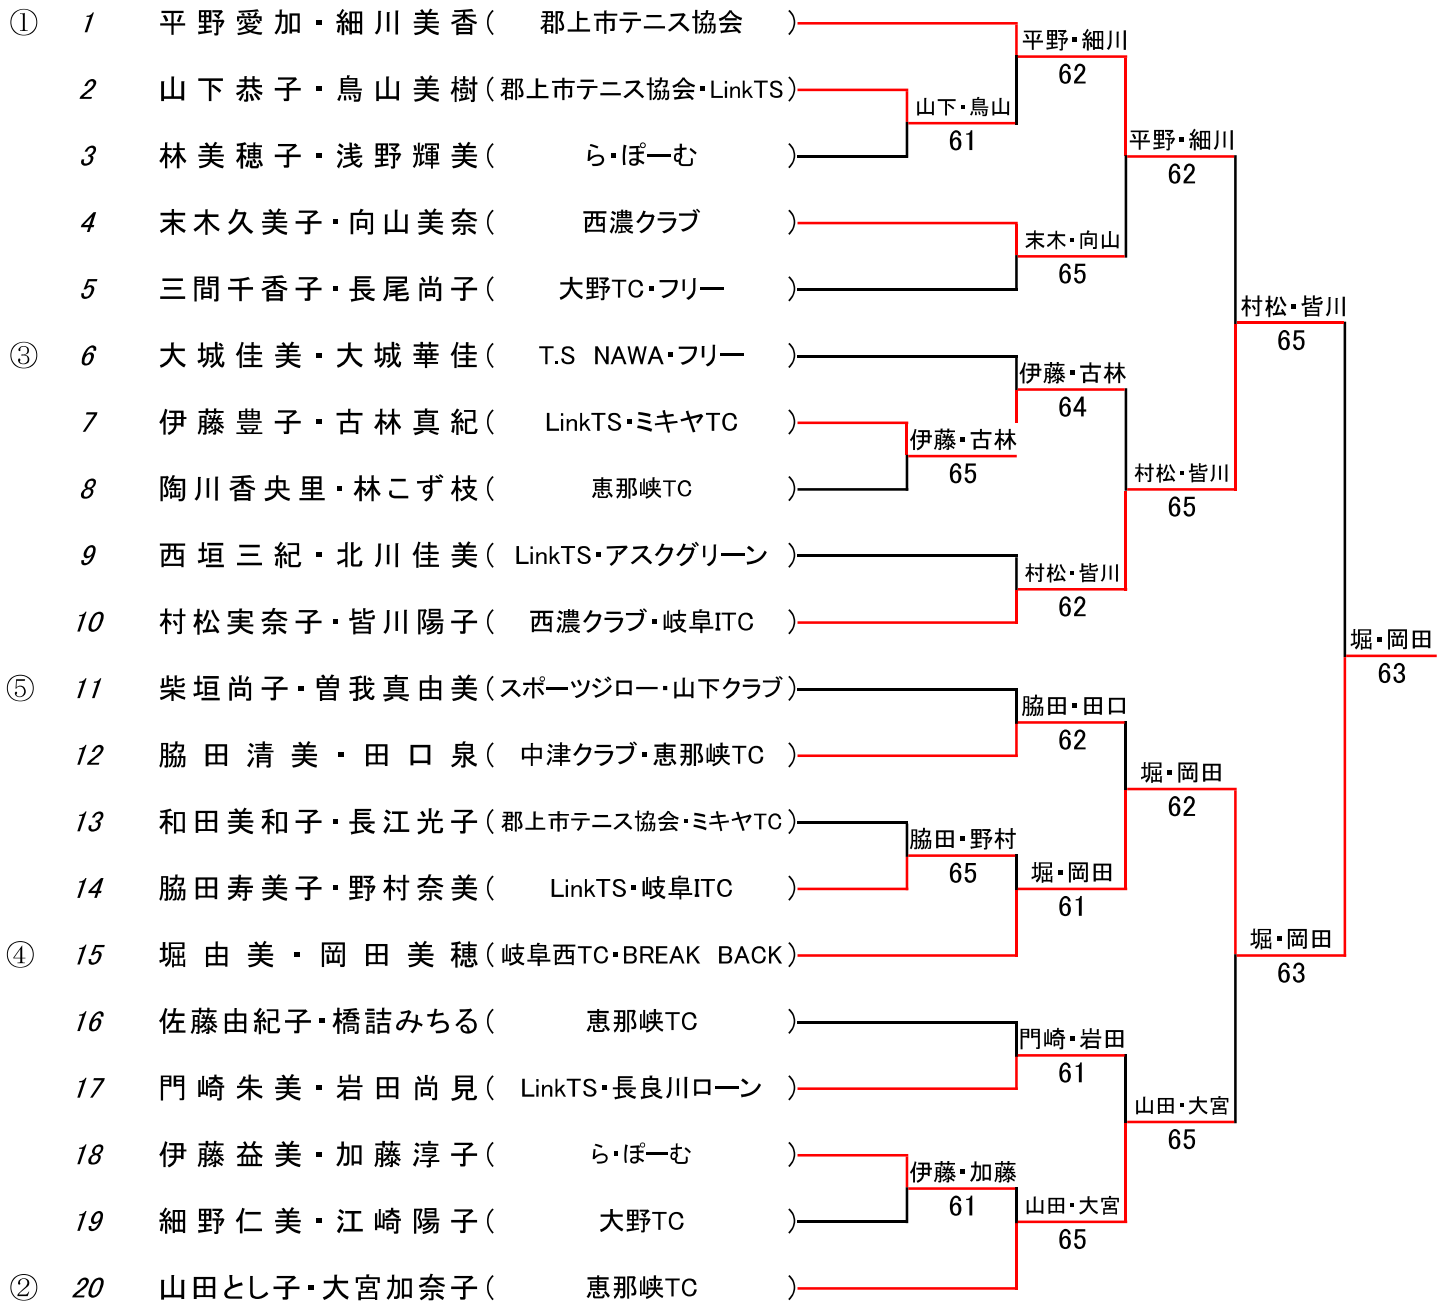 ① 1 平野愛加・細川美香(郡上市テニス協会)
平野・細川
62
2 山下恭子・鳥山美樹(郡上市テニス協会・LinkTS)
山下・鳥山
61
平野・細川
62
3 林美穂子・浅野輝美(ら・ぽーむ)
4 末木久美子・向山美奈(西濃クラブ)
末木・向山
65
5 三間千香子・長尾尚子(大野TC・フリー)
村松・皆川
65
③ 6 大城佳美・大城華佳(T.S NAWA・フリー)
伊藤・古林
64
7 伊藤豊子・古林真紀(LinkTS・ミキヤTC)
伊藤・古林
65
8 陶川香央里・林こず枝(恵那峡TC)
村松・皆川
65
9 西垣三紀・北川佳美(LinkTS・アスクグリーン)
村松・皆川
62
10 村松実奈子・皆川陽子(西濃クラブ・岐阜ITC)
堀・岡田
63
⑤ 11 柴垣尚子・曽我真由美(スポーツジロー・山下クラブ)
脇田・田口
62
12 脇田清美・田口泉(中津クラブ・恵那峡TC)
堀・岡田
62
13 和田美和子・長江光子(郡上市テニス協会・ミキヤTC)
脇田・野村
65
14 脇田寿美子・野村奈美(LinkTS・岐阜ITC)
堀・岡田
61
④ 15 堀由美・岡田美穂(岐阜西TC・BREAK BACK)
堀・岡田
63
16 佐藤由紀子・橋詰みちる(恵那峡TC)
門崎・岩田
61
17 門崎朱美・岩田尚見(LinkTS・長良川ローン)
山田・大宮
65
18 伊藤益美・加藤淳子(ら・ぽーむ)
伊藤・加藤
61
19 細野仁美・江崎陽子(大野TC)
山田・大宮
65
② 20 山田とし子・大宮加奈子(恵那峡TC)